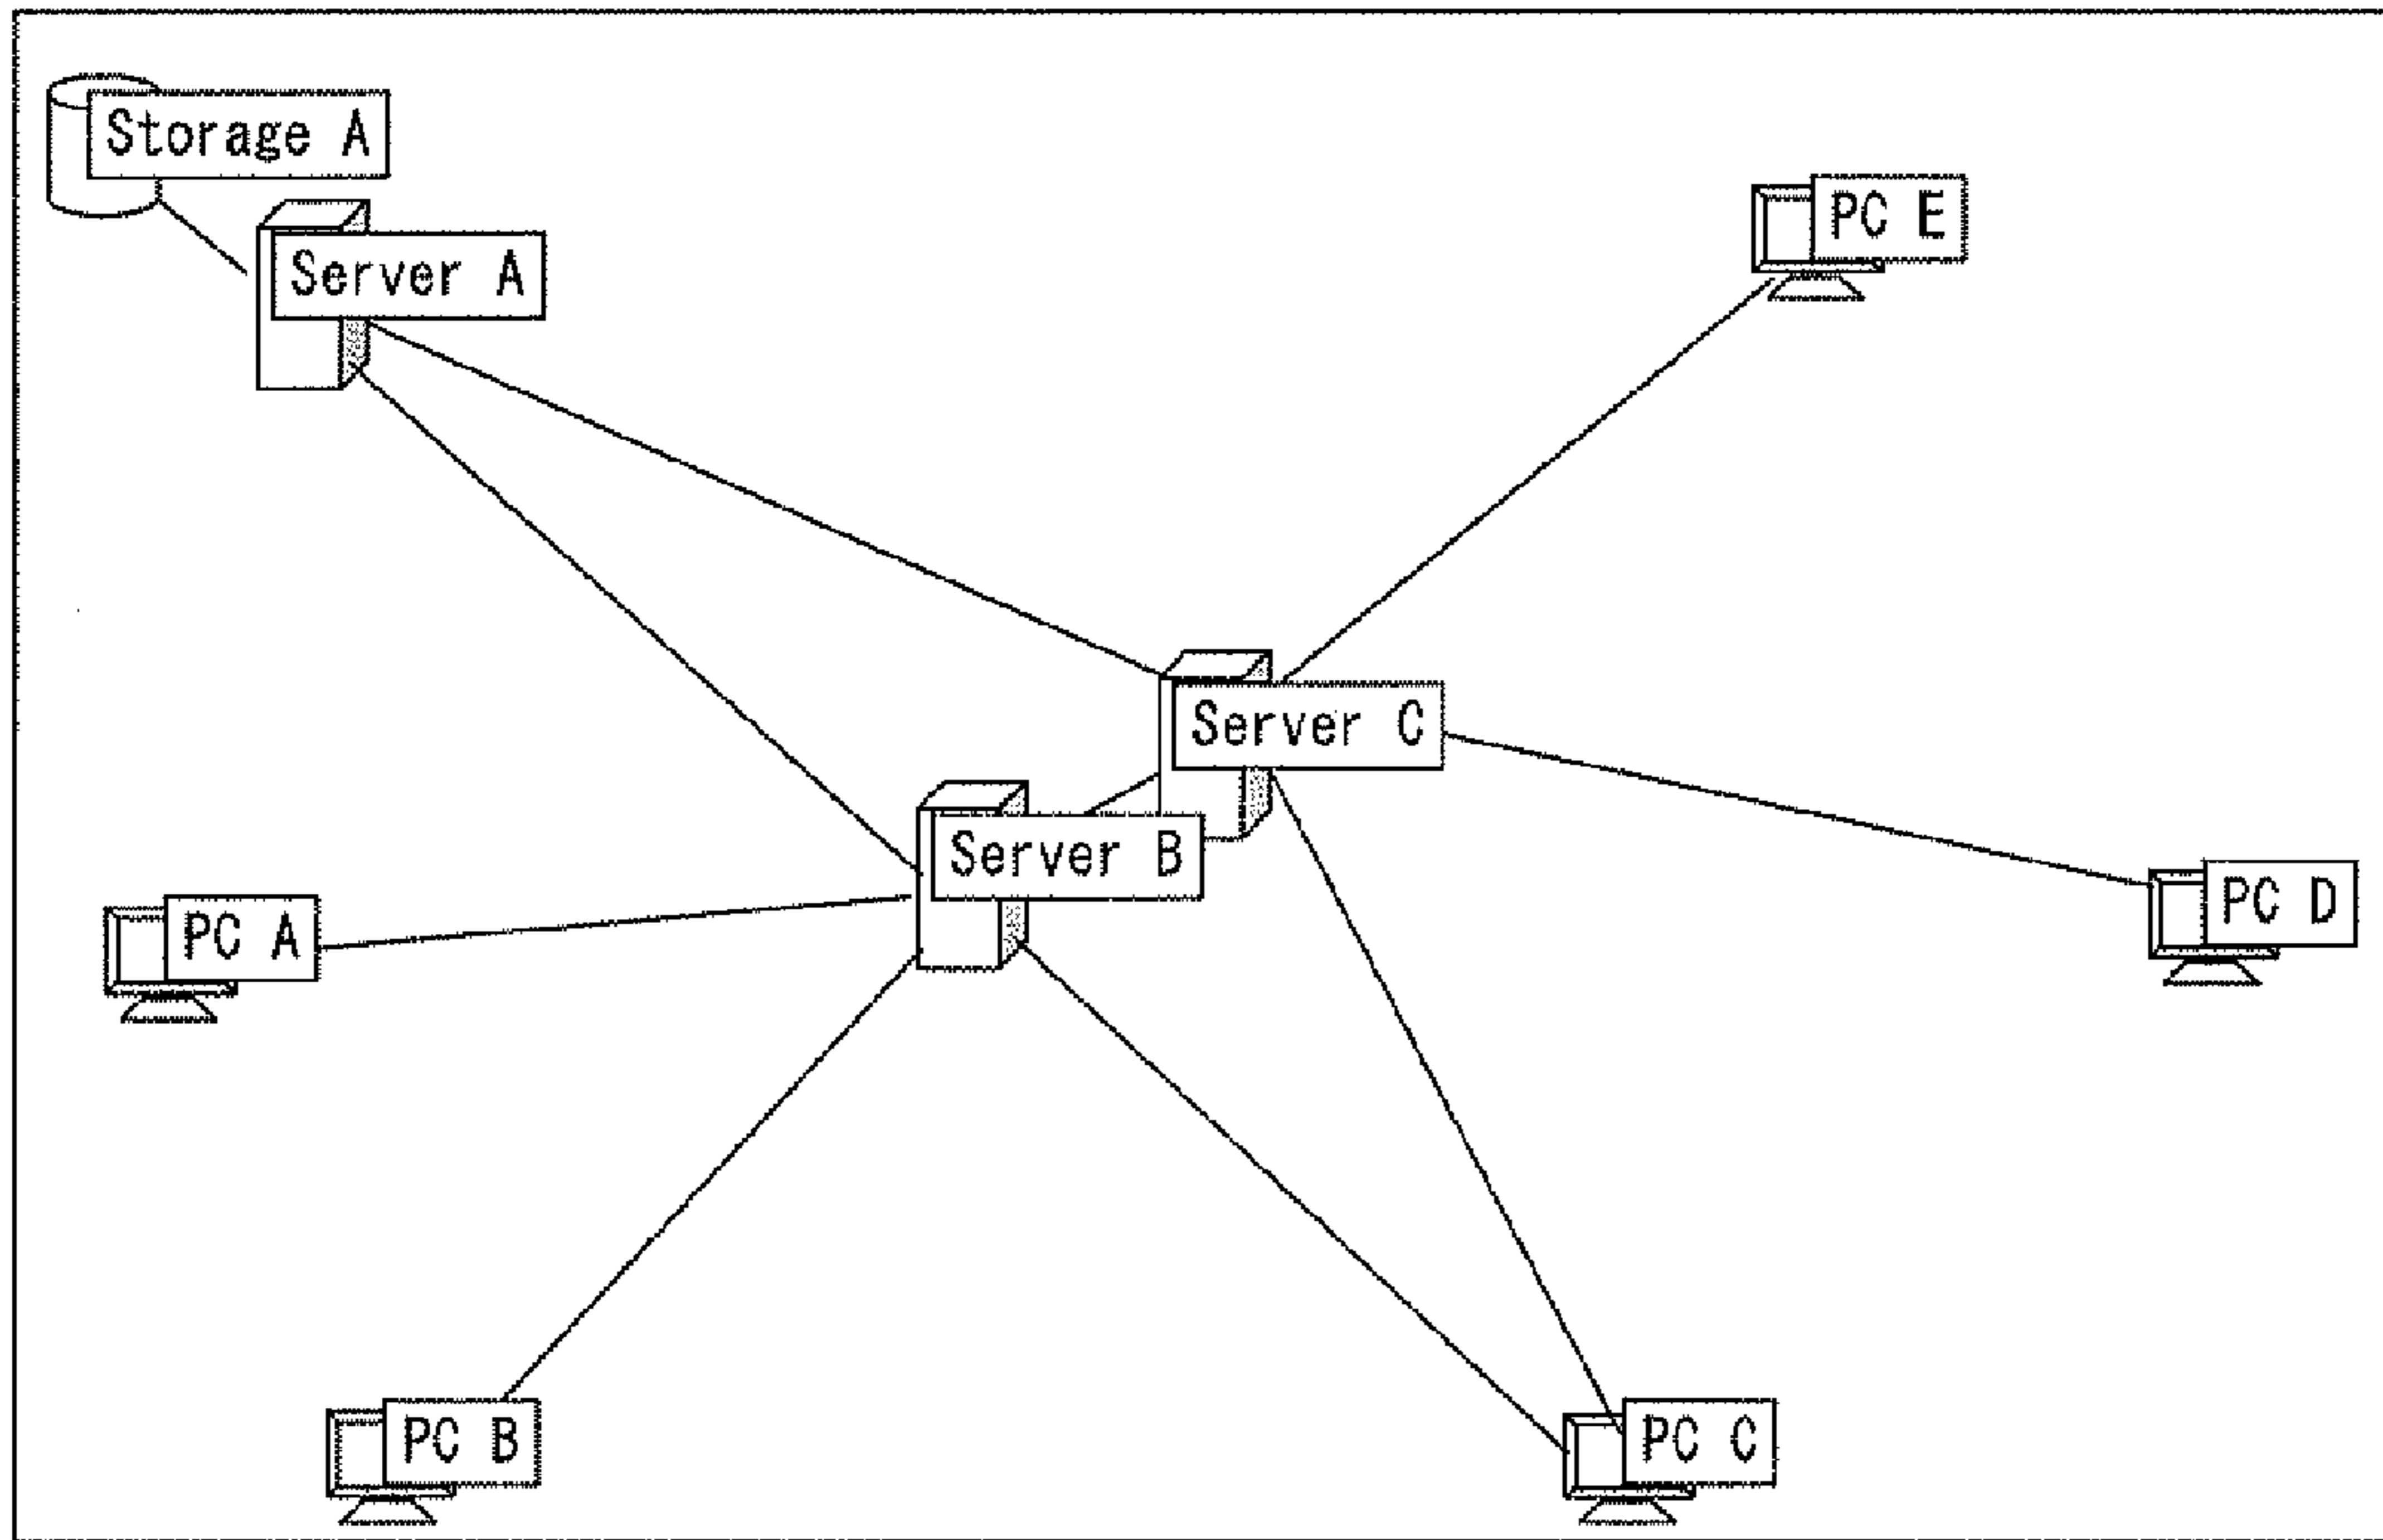 Storage A
Server A
PC E
Server C
Server B
PC A
PC D
PC B
PC C